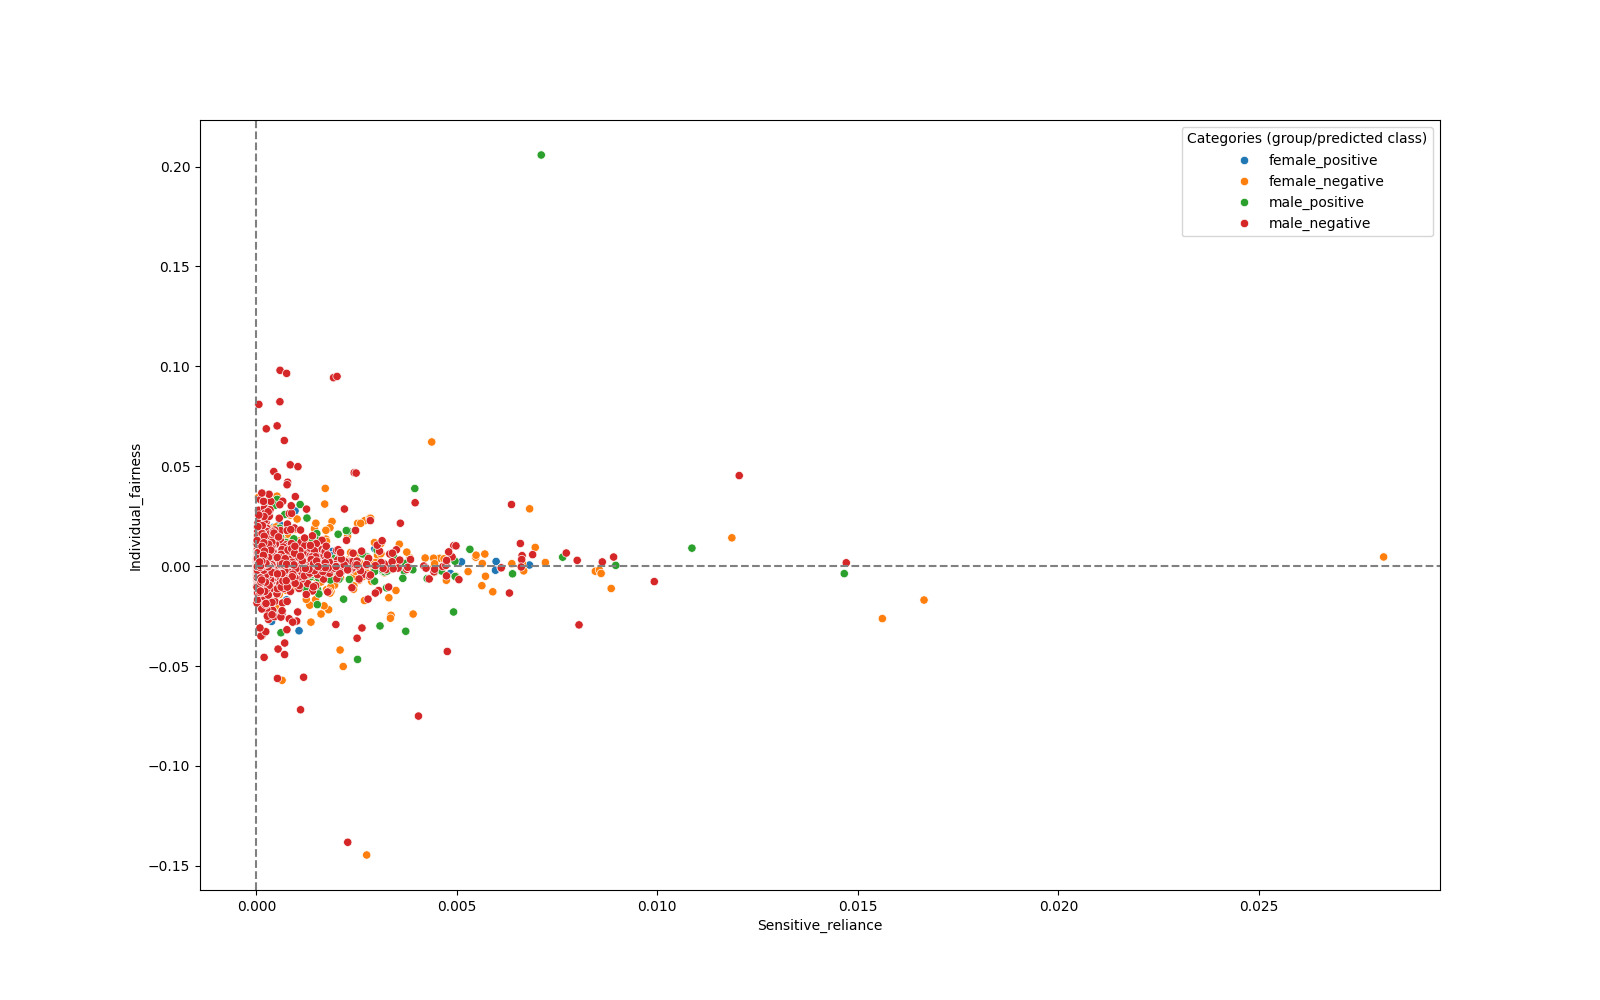 Categories (group/predicted class)
female_positive
female_negative
male_positive
male_negative
0.20
0.15
0.10
0.05
0.00
−0.05
−0.10
−0.15
Individual_fairness
0.000 0.005 0.010 0.015 0.020 0.025
Sensitive_reliance